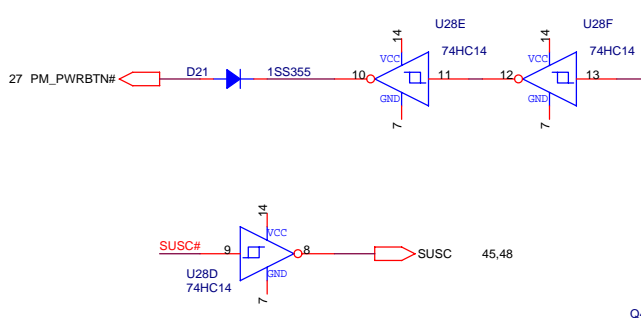 U28E
U28F
14
14
74HC14
74HC14
VCC
VCC
27 PM_PWRBTN#
D21
1SS355
10
11
12
13
GND
GND
7
7
14
VCC
SUSC#
9
8
SUSC
45,48
U28D
GND
74HC14
7